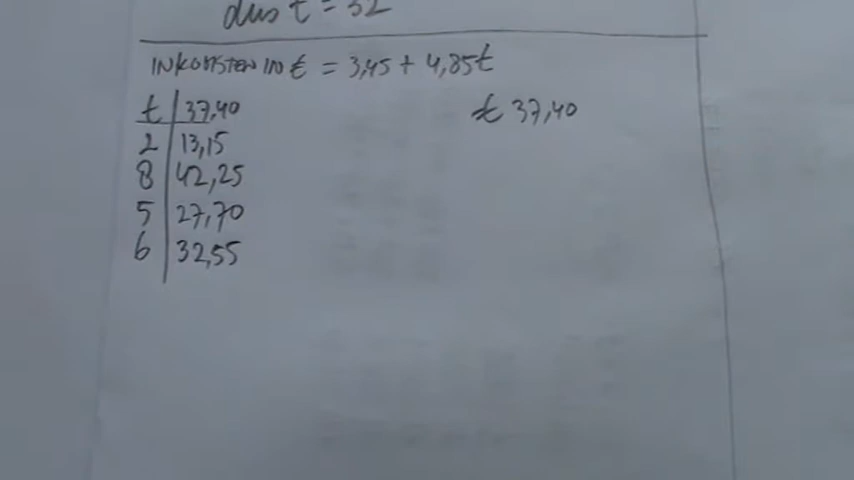 dus t = 32
INKOMSTEN IN € = 3,45 + 4,85t
t 37,40 € 37,40
2 13,15
8 42,25
5 27,70
6 32,55